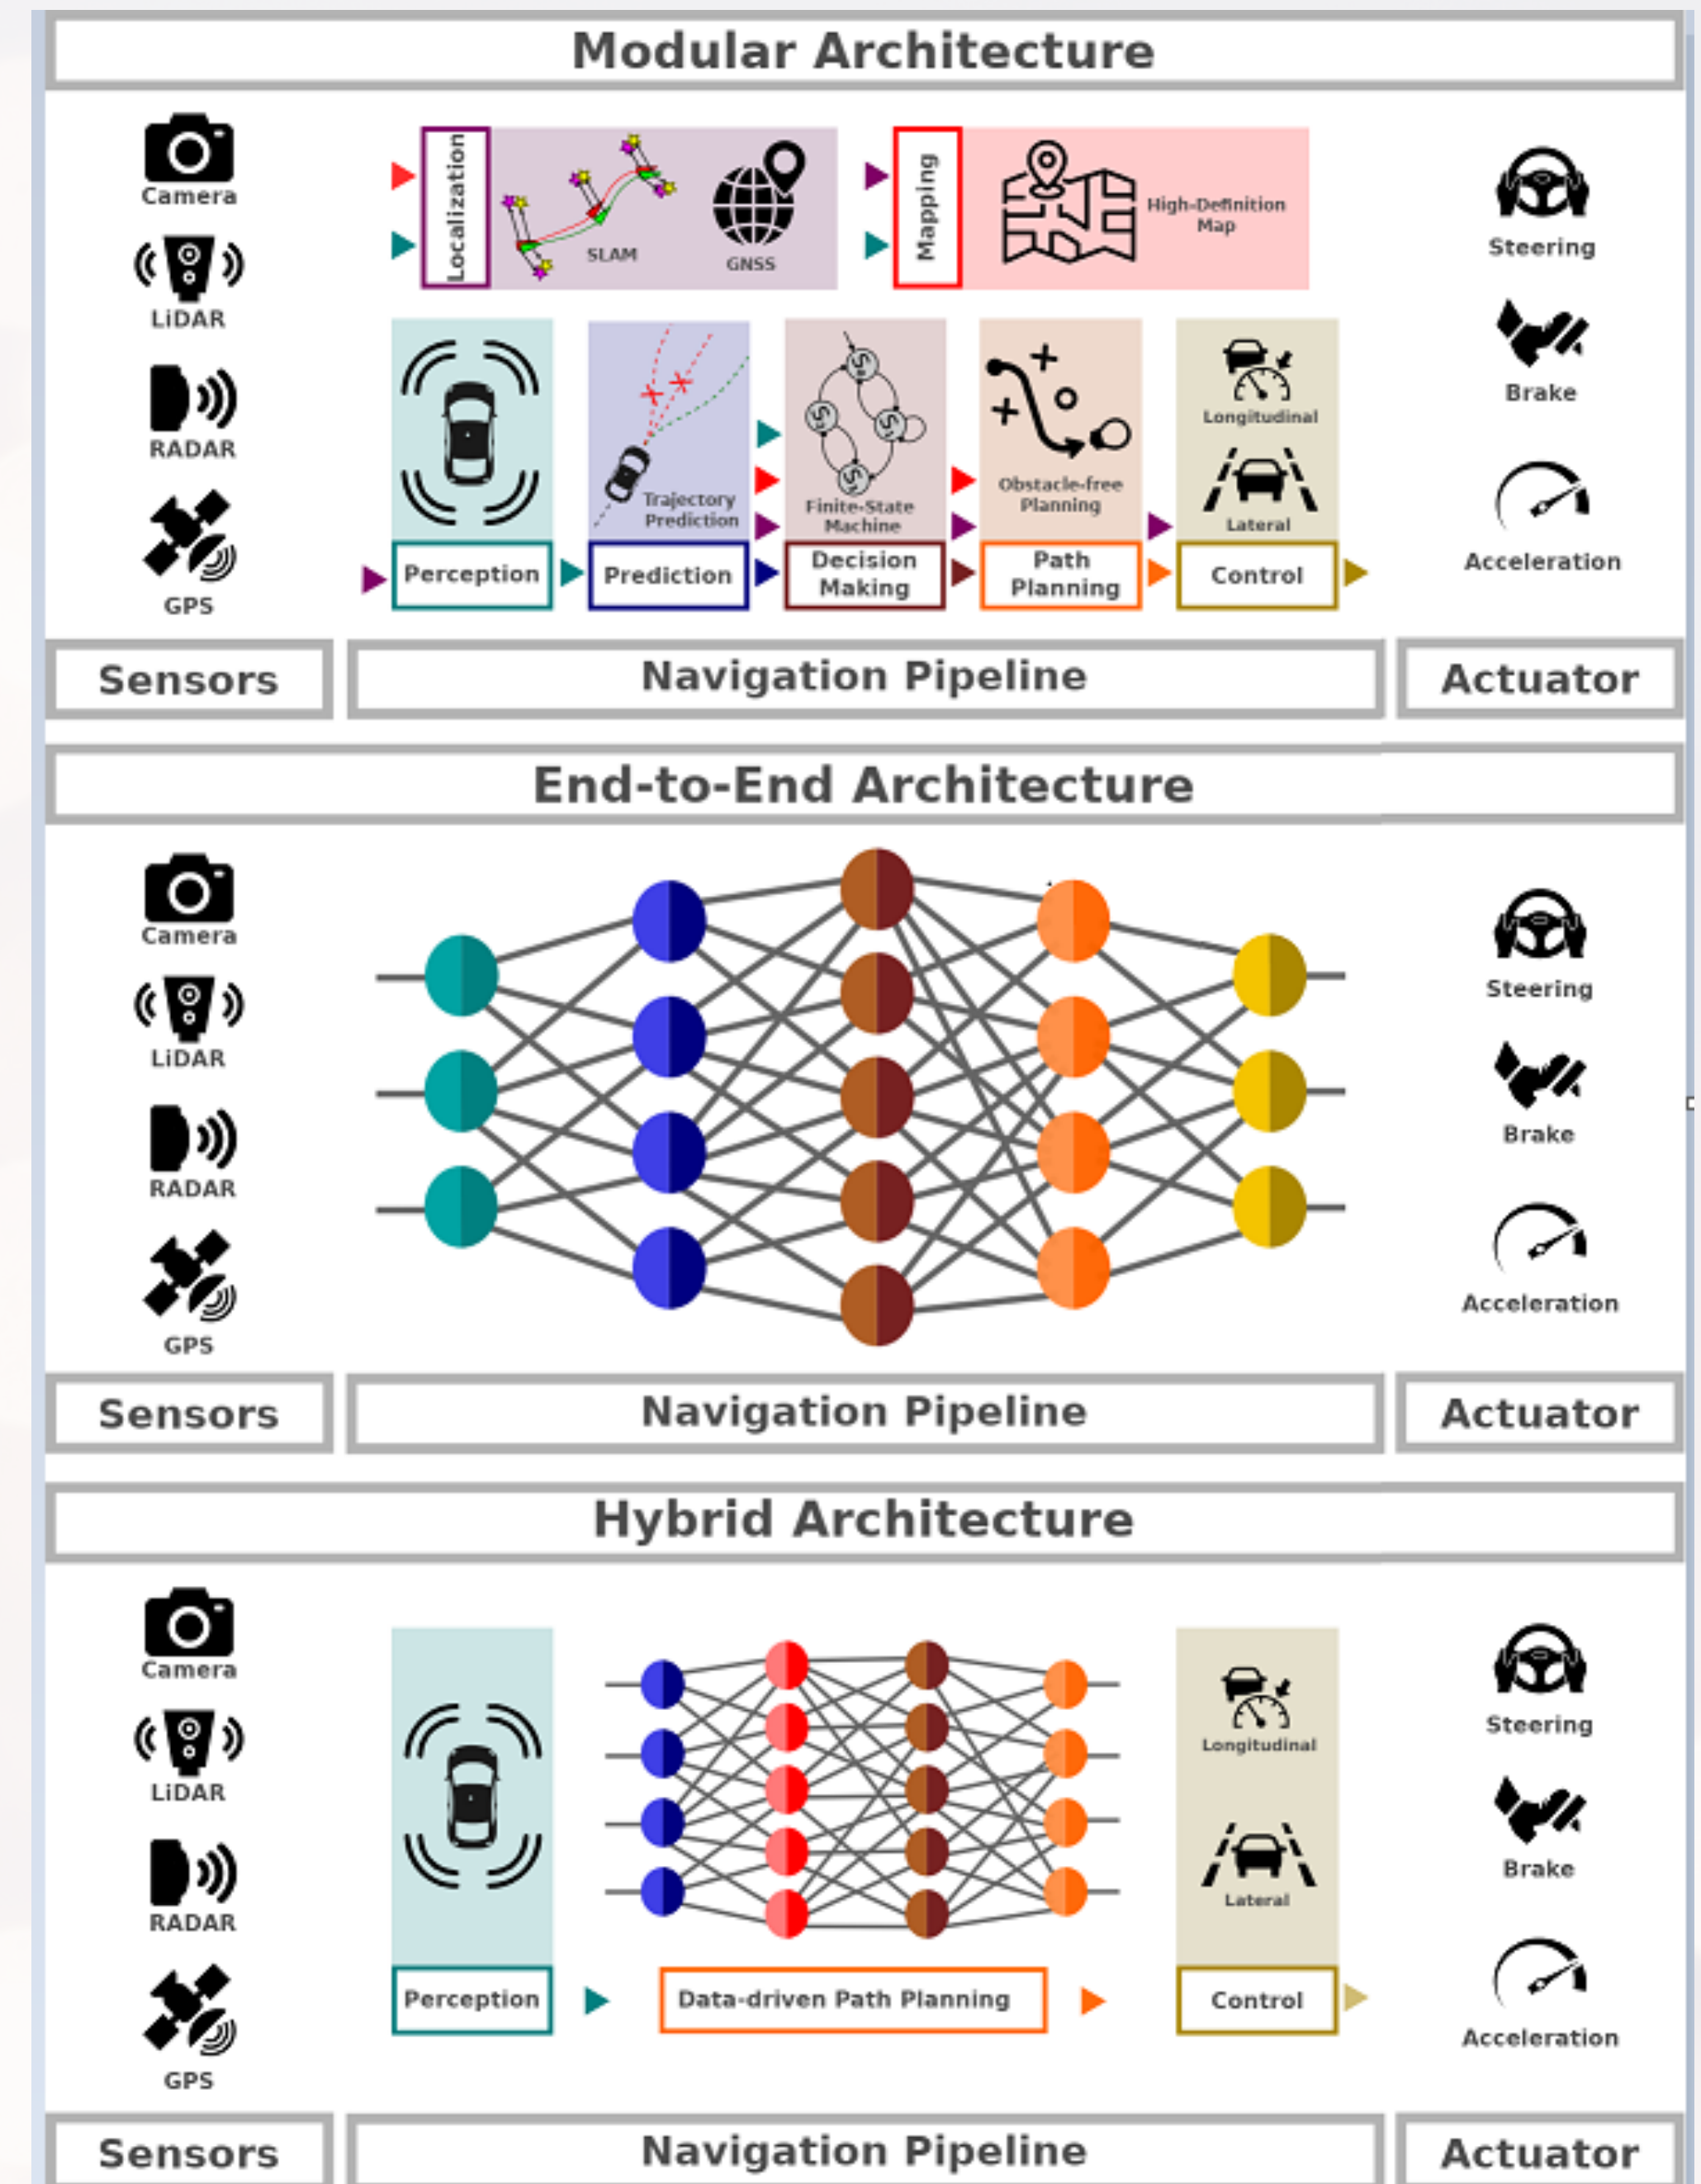 Modular Architecture
Camera
LiDAR
RADAR
GPS
Localization
SLAM
GNSS
Mapping
High-Definition
Map
Trajectory
Prediction
S
S
S
S
Finite-State
Machine
Obstacle-free
Planning
Longitudinal
Lateral
Perception
Prediction
Decision
Making
Path
Planning
Control
Steering
Brake
Acceleration
Sensors
Navigation Pipeline
Actuator
End-to-End Architecture
Camera
LiDAR
RADAR
GPS
Steering
Brake
Acceleration
Sensors
Navigation Pipeline
Actuator
Hybrid Architecture
Camera
LiDAR
RADAR
GPS
Longitudinal
Lateral
Perception
Data-driven Path Planning
Control
Steering
Brake
Acceleration
Sensors
Navigation Pipeline
Actuator